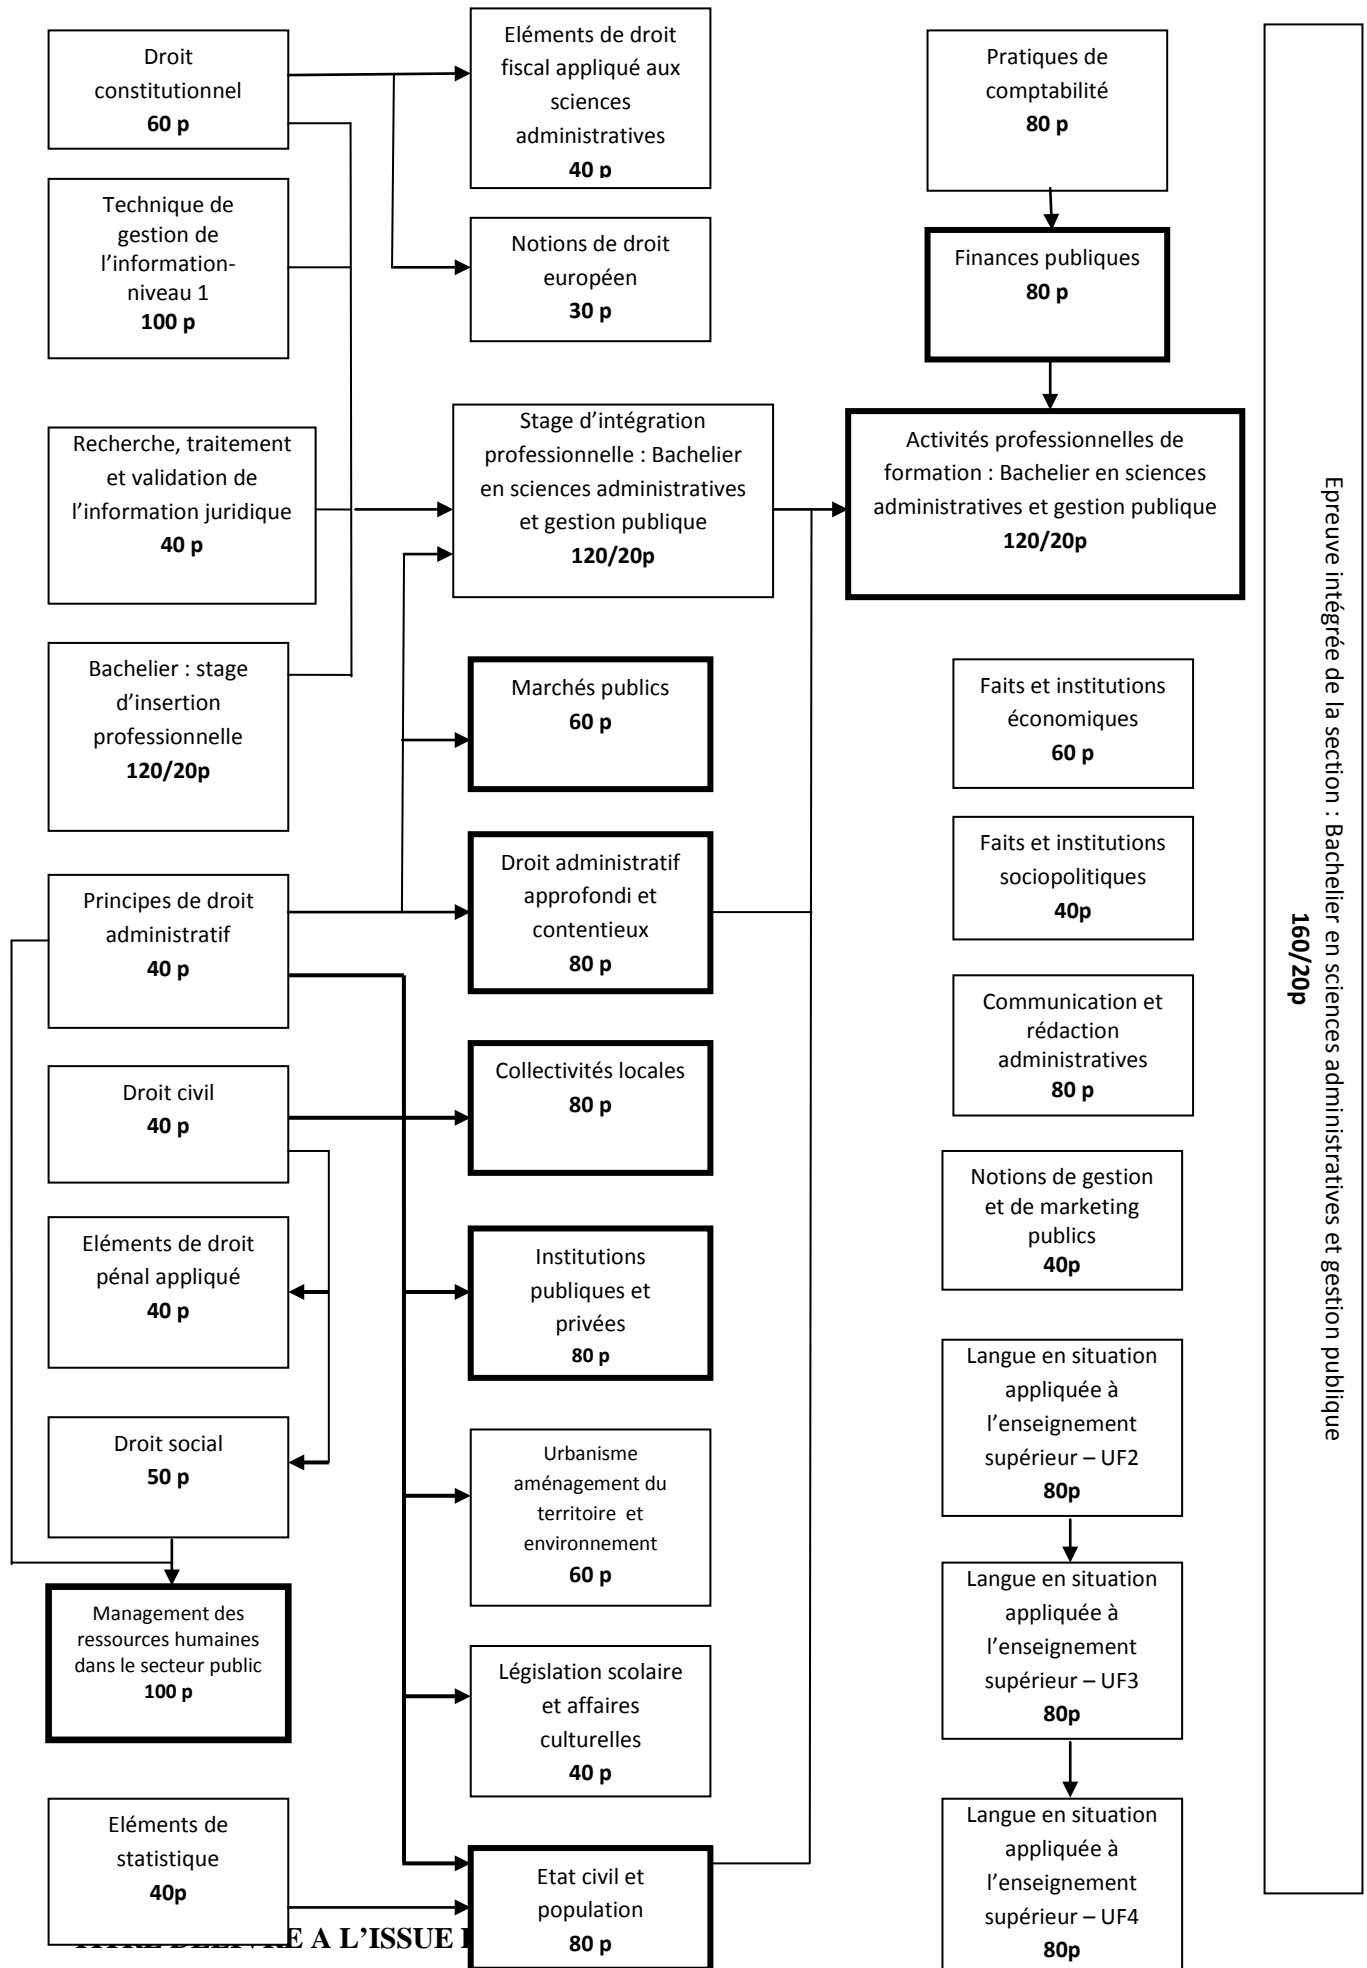 Droit
constitutionnel
60 p
Technique de
gestion de
l'information-
niveau 1
100 p
Recherche, traitement
et validation de
l'information juridique
40 p
Bachelier : stage
d'insertion
professionnelle
120/20p
Principes de droit
administratif
40 p
Droit civil
40 p
Eléments de droit
pénal appliqué
40 p
Droit social
50 p
Management des
ressources humaines
dans le secteur public
100 p
Eléments de
statistique
40p
Eléments de droit
fiscal appliqué aux
sciences
administratives
40 p
Notions de droit
européen
30 p
Stage d'intégration
professionnelle : Bachelier
en sciences administratives
et gestion publique
120/20p
Marchés publics
60 p
Droit administratif
approfondi et
contentieux
80 p
Collectivités locales
80 p
Institutions
publiques et
privées
80 p
Urbanisme
aménagement du
territoire et
environnement
60 p
Législation scolaire
et affaires
culturelles
40 p
Etat civil et
population
80 p
Pratiques de
comptabilité
80 p
Finances publiques
80 p
Activités professionnelles de
formation : Bachelier en sciences
administratives et gestion publique
120/20p
Faits et institutions
économiques
60 p
Faits et institutions
sociopolitiques
40p
Communication et
rédaction
administratives
80 p
Notions de gestion
et de marketing
publics
40p
Langue en situation
appliquée à
l'enseignement
supérieur – UF2
80p
Langue en situation
appliquée à
l'enseignement
supérieur – UF3
80p
Langue en situation
appliquée à
l'enseignement
supérieur – UF4
80p
Epreuve intégrée de la section : Bachelier en sciences administratives et gestion publique
160/20p
A L'ISSUE